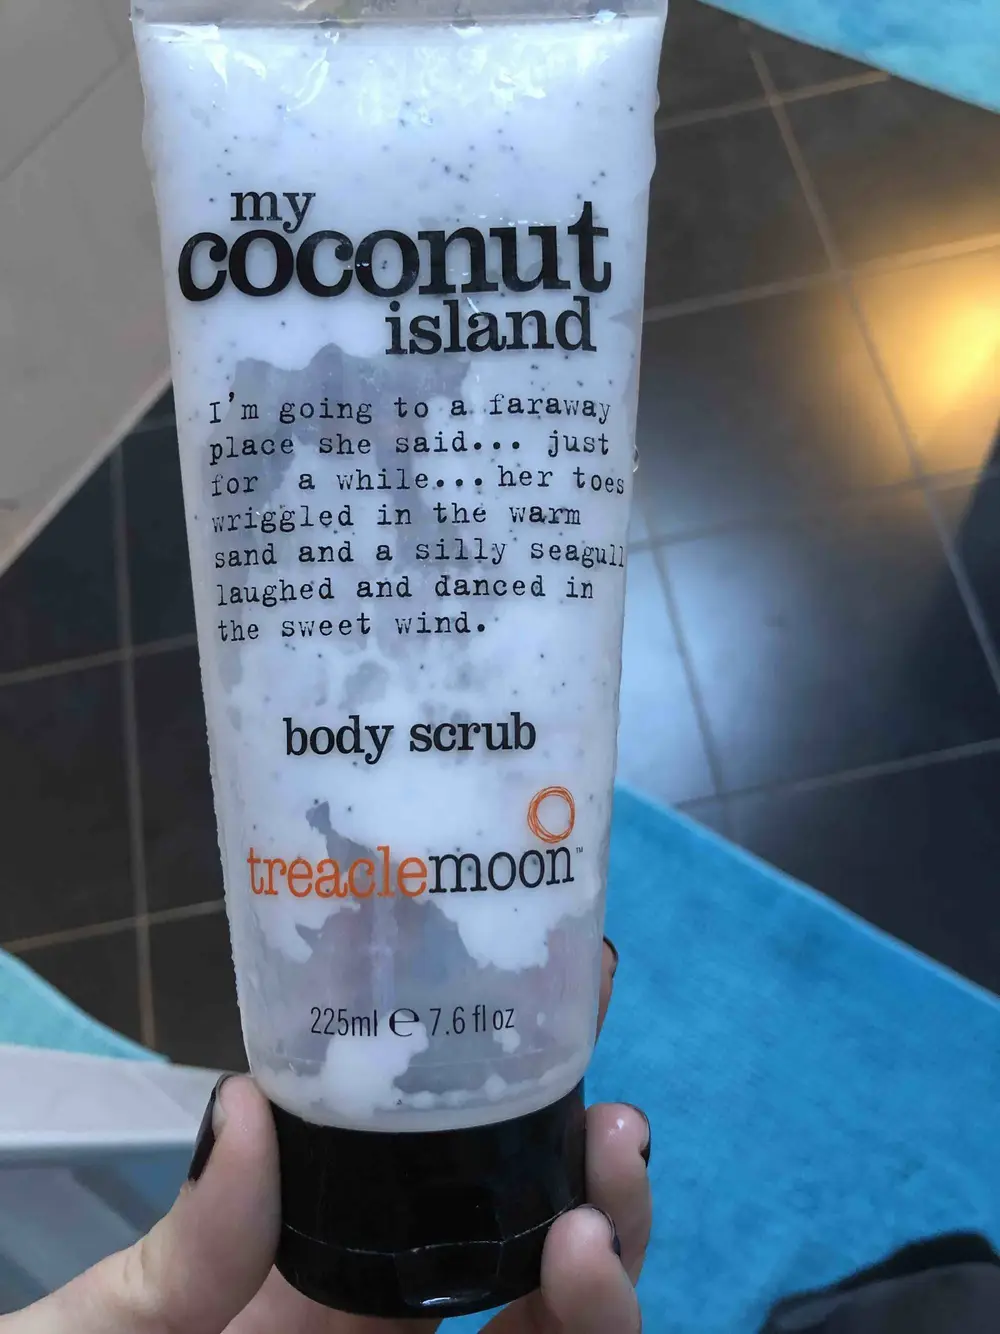 my
coconut
island
I'm going to a faraway
place she said... just
for a while... her toes
wriggled in the warm
sand and a silly seagull
laughed and danced in
the sweet wind.
body scrub
treaclemoon™
225ml ℮ 7.6 fl oz